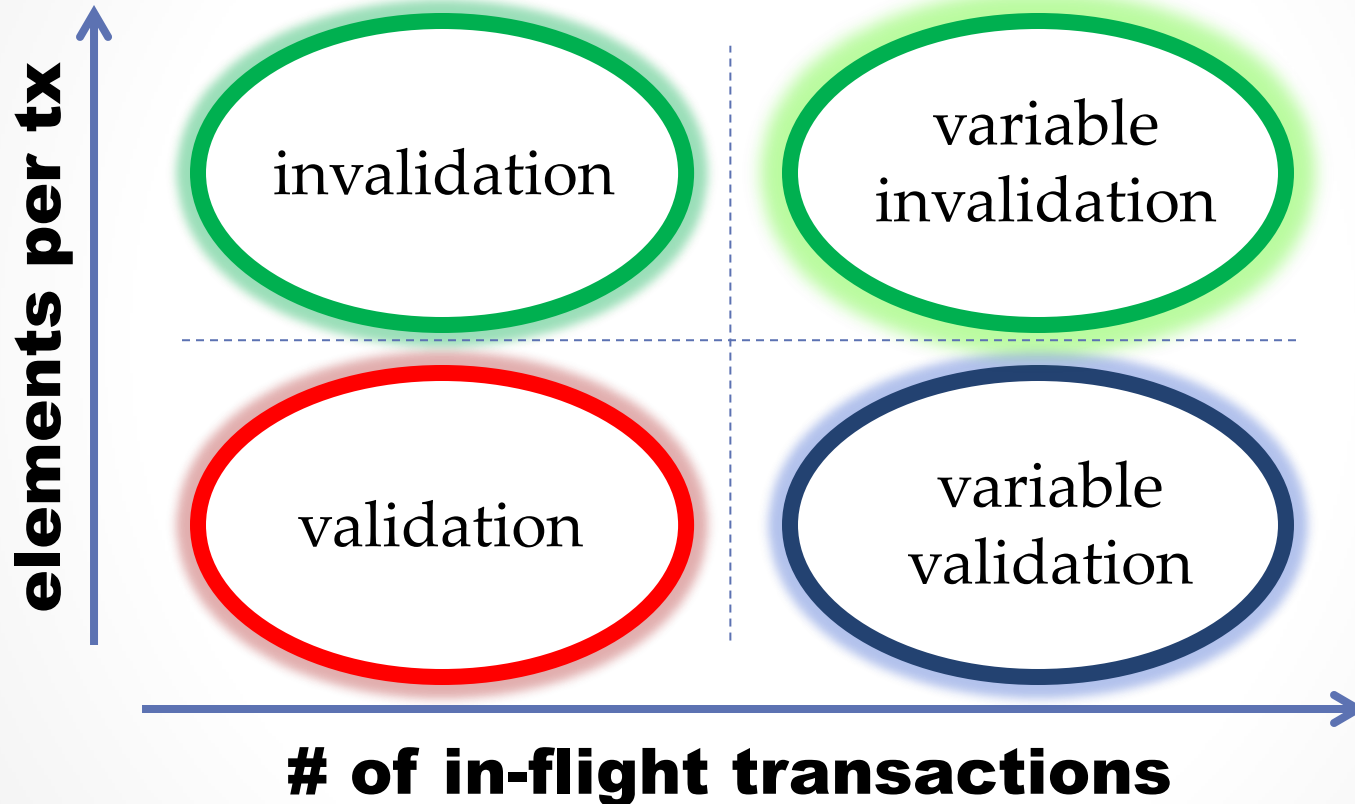 elements per tx
invalidation
variable
invalidation
validation
variable
validation
# of in-flight transactions